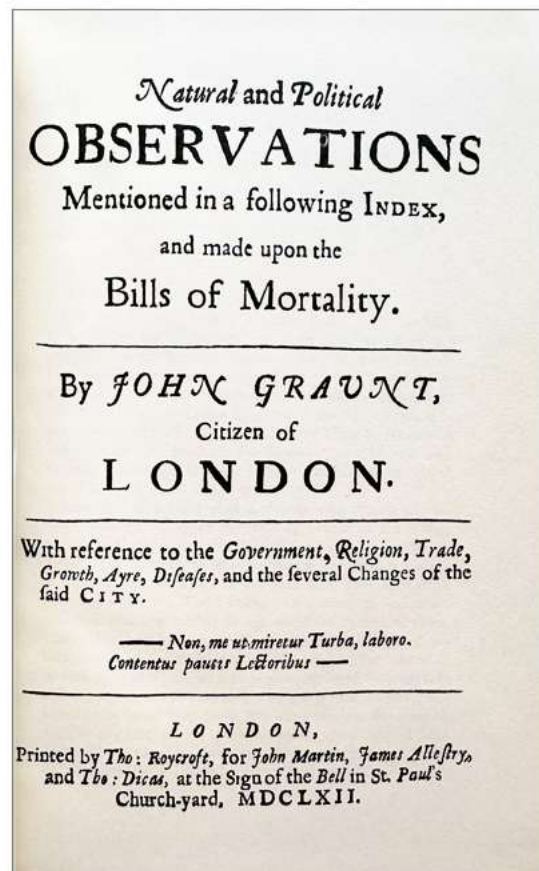 Natural and Political
OBSERVATIONS
Mentioned in a following INDEX,
and made upon the
Bills of Mortality.
By JOHN GRAUNT,
Citizen of
LONDON.
With reference to the Government, Religion, Trade,
Growth, Ayre, Diſeaſes, and the ſeveral Changes of the
ſaid CITY.
—— Non, me ut miretur Turba, laboro.
Contentus paucis Lectoribus ——
LONDON,
Printed by Tho: Roycroft, for John Martin, James Alleſtry,
and Tho: Dicas, at the Sign of the Bell in St. Paul's
Church-yard, MDCLXII.